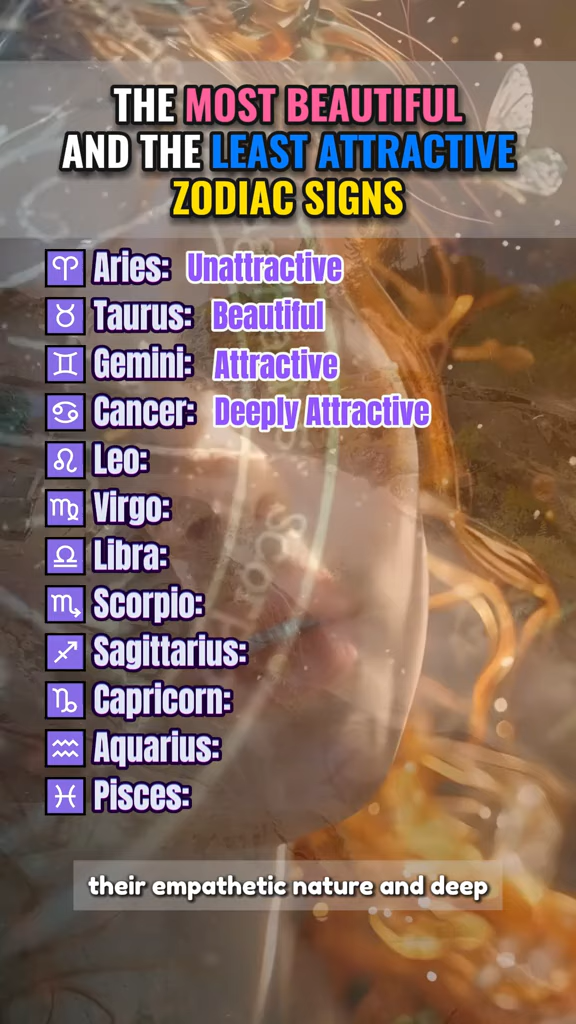 THE MOST BEAUTIFUL
AND THE LEAST ATTRACTIVE
ZODIAC SIGNS
♈ Aries: Unattractive
♉ Taurus: Beautiful
♊ Gemini: Attractive
♋ Cancer: Deeply Attractive
♌ Leo:
♍ Virgo:
♎ Libra:
♏ Scorpio:
♐ Sagittarius:
♑ Capricorn:
♒ Aquarius:
♓ Pisces:
their empathetic nature and deep